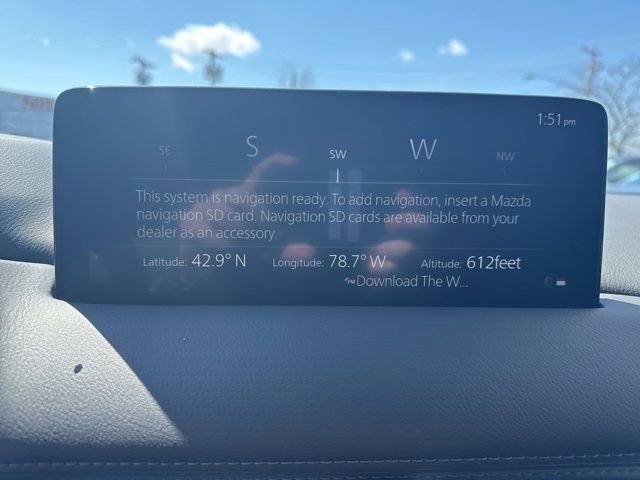 1:51 pm
SE S SW W NW
This system is navigation ready. To add navigation, insert a Mazda
navigation SD card. Navigation SD cards are available from your
dealer as an accessory.
Latitude: 42.9° N Longitude: 78.7° W Altitude: 612feet
FM Download The W...